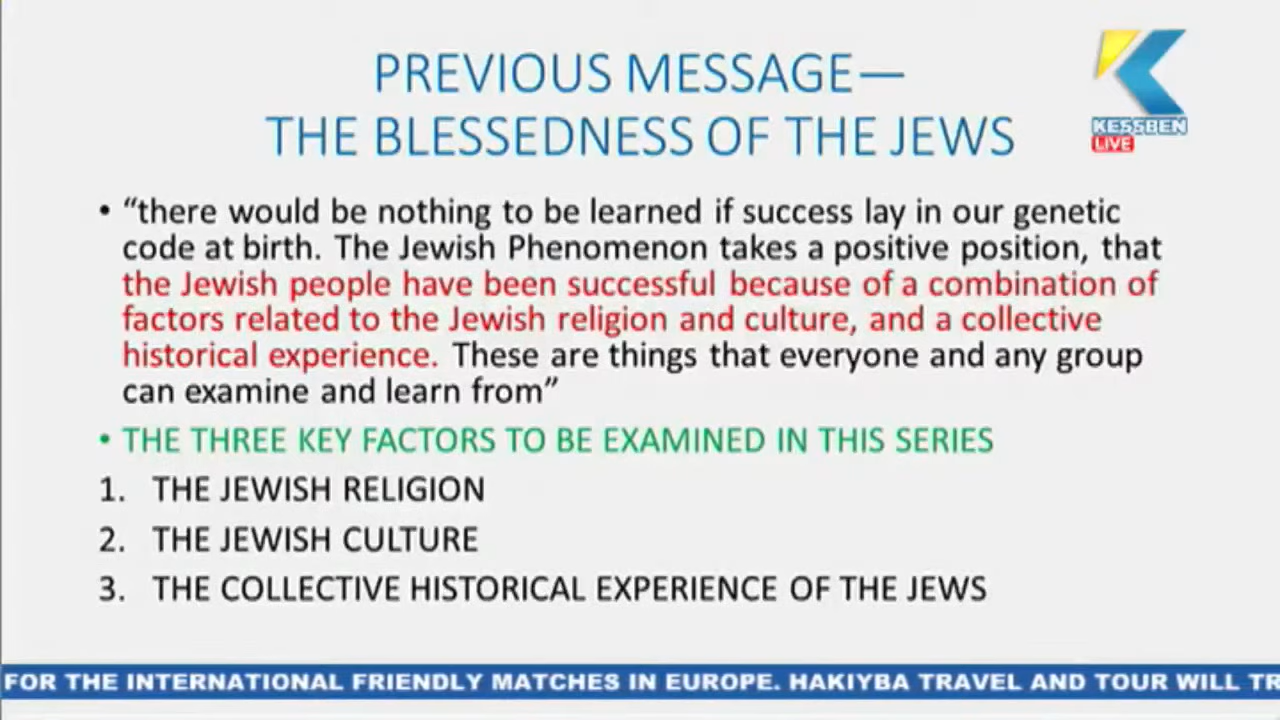 PREVIOUS MESSAGE—
THE BLESSEDNESS OF THE JEWS
KESSBEN
LIVE
• “there would be nothing to be learned if success lay in our genetic
code at birth. The Jewish Phenomenon takes a positive position, that
the Jewish people have been successful because of a combination of
factors related to the Jewish religion and culture, and a collective
historical experience. These are things that everyone and any group
can examine and learn from”
• THE THREE KEY FACTORS TO BE EXAMINED IN THIS SERIES
1. THE JEWISH RELIGION
2. THE JEWISH CULTURE
3. THE COLLECTIVE HISTORICAL EXPERIENCE OF THE JEWS
FOR THE INTERNATIONAL FRIENDLY MATCHES IN EUROPE. HAKIYBA TRAVEL AND TOUR WILL TR